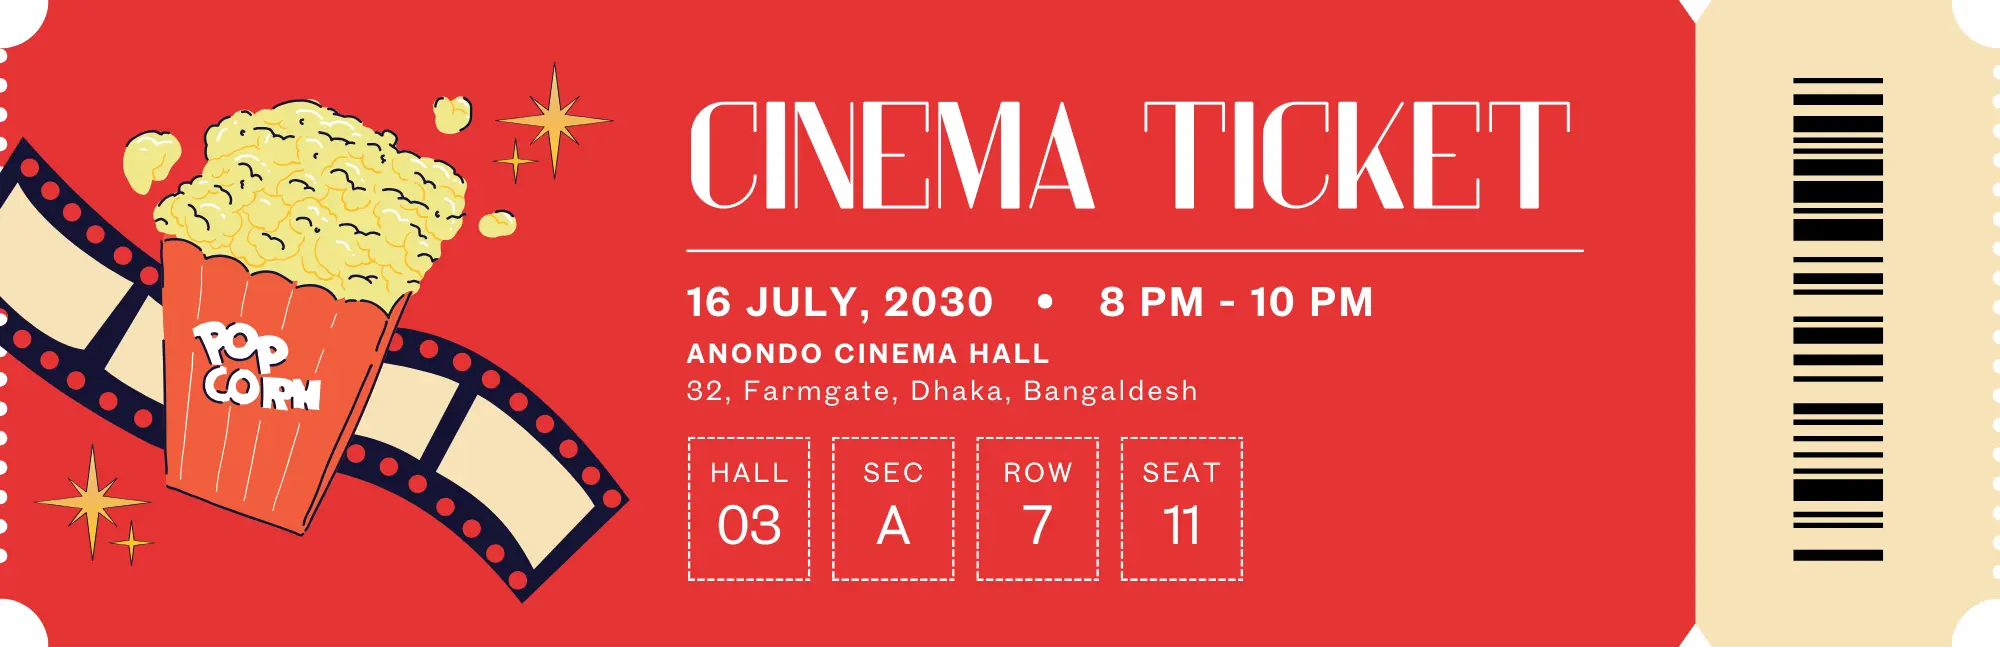 POP
CORN
CINEMA TICKET
16 JULY, 2030 • 8 PM - 10 PM
ANONDO CINEMA HALL
32, Farmgate, Dhaka, Bangaldesh
HALL
03
SEC
A
ROW
7
SEAT
11